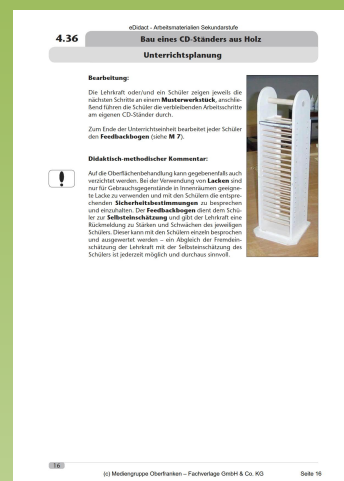 eDidact - Arbeitsmaterialien Sekundarstufe
4.36
Bau eines CD-Ständers aus Holz
Unterrichtsplanung
Bearbeitung:
Die Lehrkraft oder/und ein Schüler zeigen jeweils die
nächsten Schritte an einem Musterwerkstück, anschlie-
ßend führen die Schüler die verbleibenden Arbeitsschritte
am eigenen CD-Ständer durch.
Zum Ende der Unterrichtseinheit bearbeitet jeder Schüler
den Feedbackbogen (siehe M 7).
Didaktisch-methodischer Kommentar:
Auf die Oberflächenbehandlung kann gegebenenfalls auch
verzichtet werden. Bei der Verwendung von Lacken sind
nur für Gebrauchsgegenstände in Innenräumen geeigne-
te Lacke zu verwenden und mit den Schülern die entspre-
chenden Sicherheitsbestimmungen zu besprechen
und einzuhalten. Der Feedbackbogen dient dem Schü-
ler zur Selbsteinschätzung und gibt der Lehrkraft eine
Rückmeldung zu Stärken und Schwächen des jeweiligen
Schülers. Dieser kann mit den Schülern einzeln besprochen
und ausgewertet werden – ein Abgleich der Fremdein-
schätzung der Lehrkraft mit der Selbsteinschätzung des
Schülers ist jederzeit möglich und durchaus sinnvoll.
16
(c) Mediengruppe Oberfranken – Fachverlage GmbH & Co. KG
Seite 16